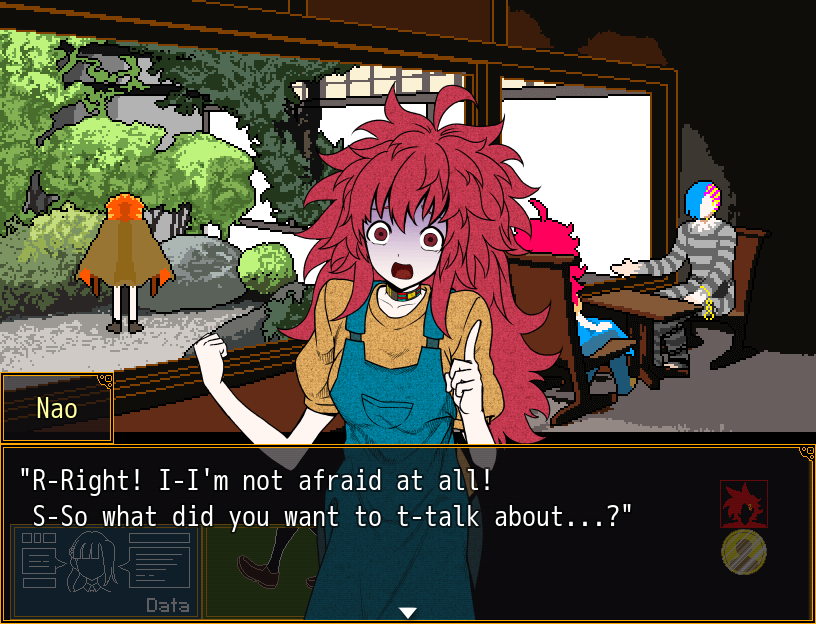 Nao
"R-Right! I-I'm not afraid at all!
S-So what did you want to t-talk about...?"
Data